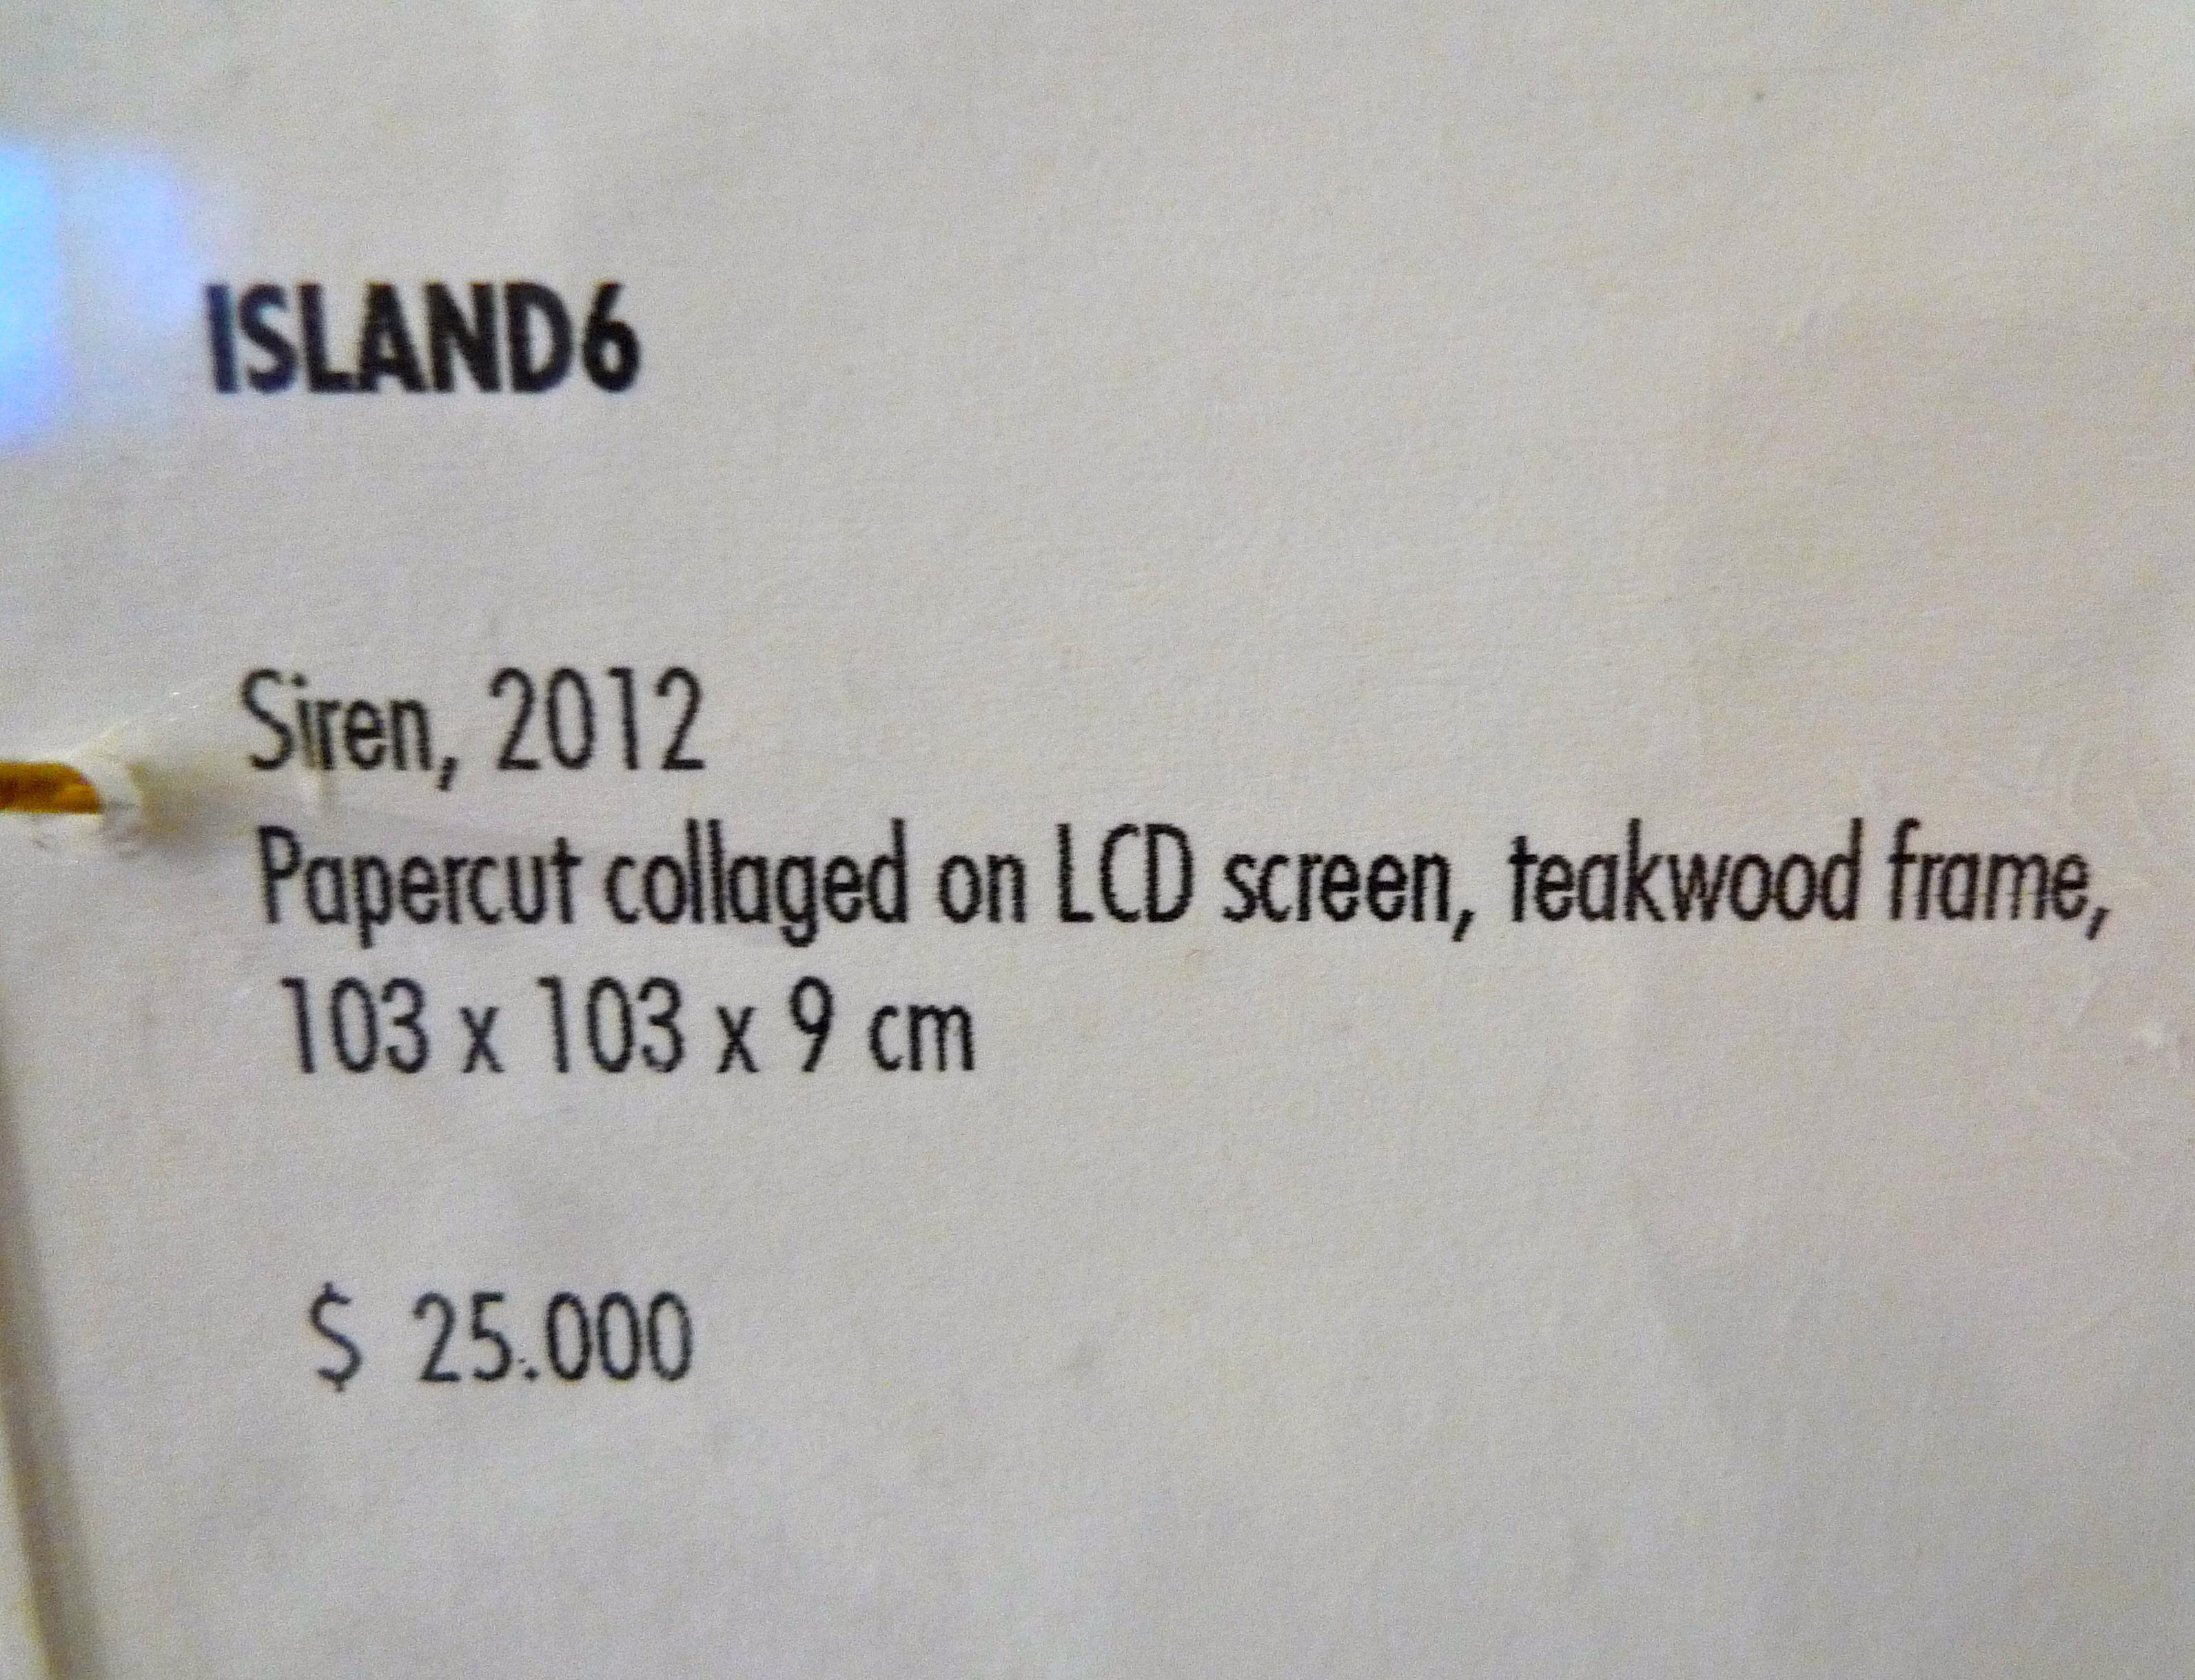 ISLAND6
Siren, 2012
Papercut collaged on LCD screen, teakwood frame,
103 x 103 x 9 cm
$ 25.000